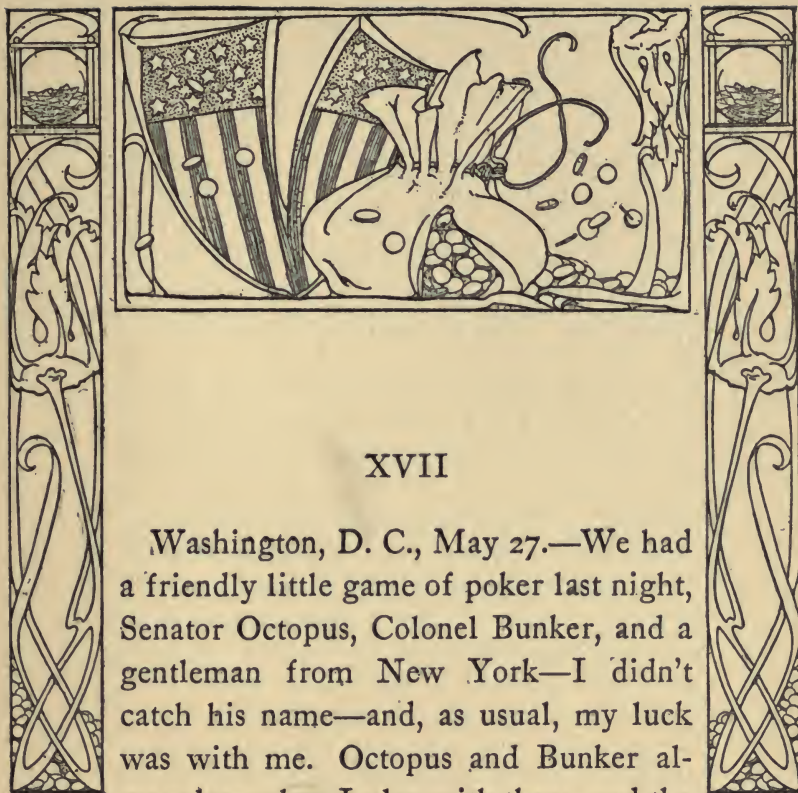 XVII
Washington, D. C., May 27.—We had
a friendly little game of poker last night,
Senator Octopus, Colonel Bunker, and a
gentleman from New York—I didn't
catch his name—and, as usual, my luck
was with me. Octopus and Bunker al-